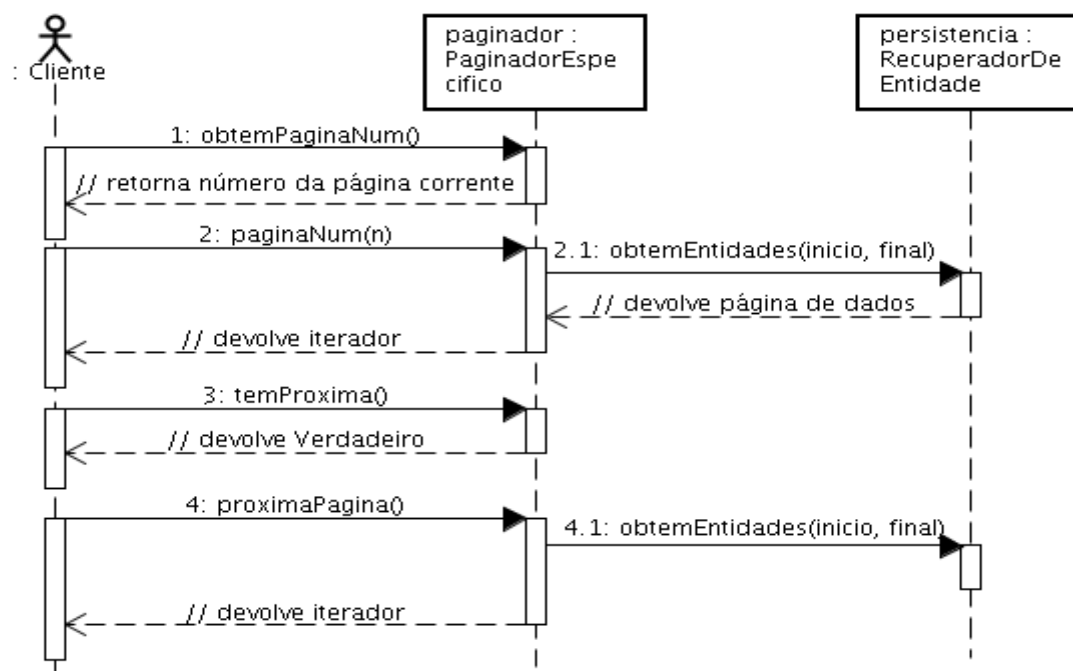 : Cliente
paginador :
PaginadorEspe
cifico
persistencia :
RecuperadorDe
Entidade
1: obtemPaginaNum()
// retorna número da página corrente
2: paginaNum(n)
2.1: obtemEntidades(inicio, final)
// devolve página de dados
// devolve iterador
3: temProxima()
// devolve Verdadeiro
4: proximaPagina()
4.1: obtemEntidades(inicio, final)
// devolve iterador